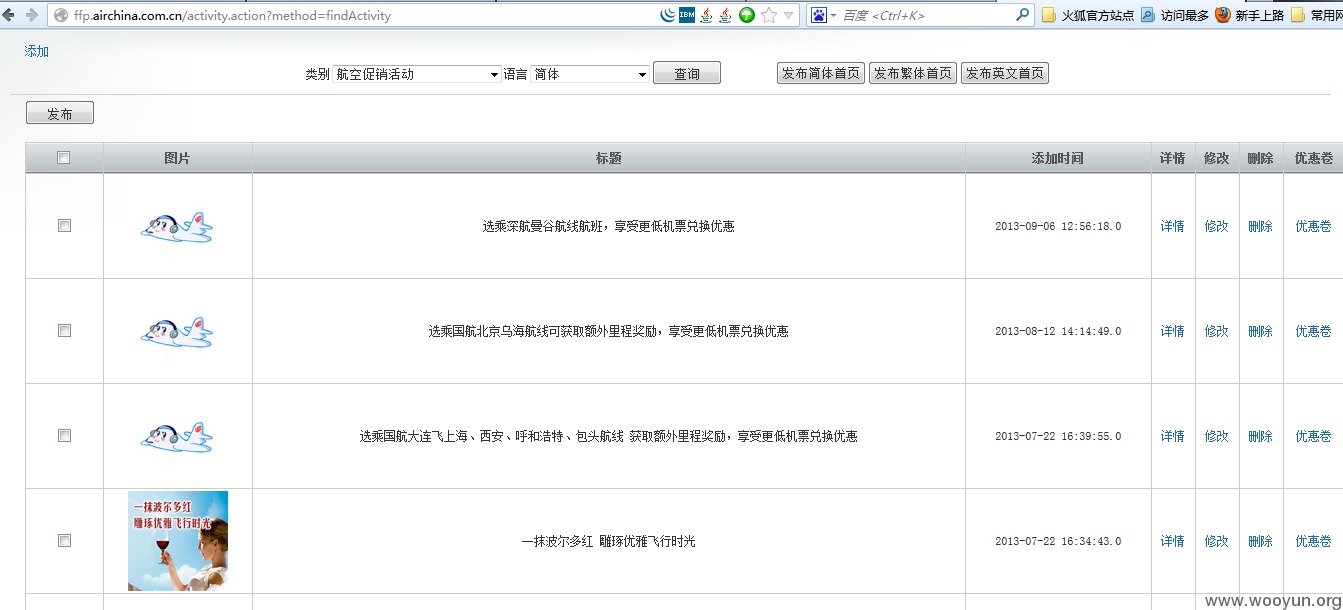 ffp.airchina.com.cn/activity.action?method=findActivity
IBM
百度 <Ctrl+K>
火狐官方站点 访问最多 新手上路 常用网
添加
类别 航空促销活动 语言 简体 查询 发布简体首页 发布繁体首页 发布英文首页
发布
图片 标题 添加时间 详情 修改 删除 优惠卷
选乘深航曼谷航线航班，享受更低机票兑换优惠 2013-09-06 12:56:18.0 详情 修改 删除 优惠卷
选乘国航北京乌海航线可获取额外里程奖励，享受更低机票兑换优惠 2013-08-12 14:14:49.0 详情 修改 删除 优惠卷
选乘国航大连飞上海、西安、呼和浩特、包头航线 获取额外里程奖励，享受更低机票兑换优惠 2013-07-22 16:39:55.0 详情 修改 删除 优惠卷
一抹波尔多红
雕琢优雅飞行时光
一抹波尔多红 雕琢优雅飞行时光 2013-07-22 16:34:43.0 详情 修改 删除 优惠卷
www.wooyun.org